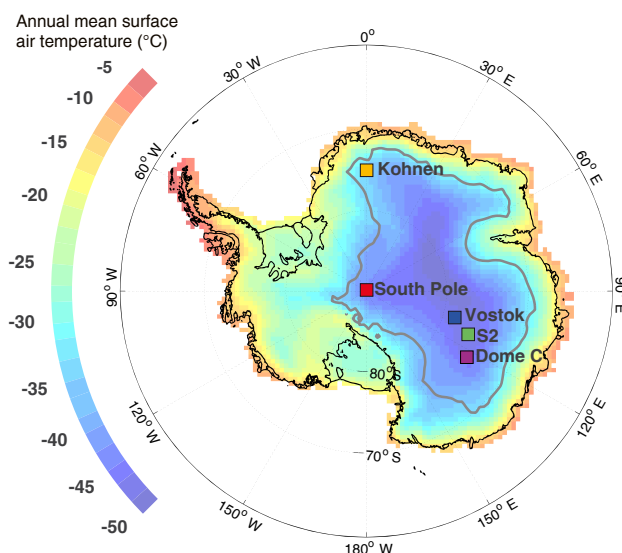 Annual mean surface
air temperature (°C)
-5
-10
-15
-20
-25
-30
-35
-40
-45
-50
0°
30° W
30° E
60° W
60° E
90° W
90° E
120° W
120° E
150° W
150° E
180° W
Kohnen
South Pole
Vostok
S2
Dome C
80° S
70° S